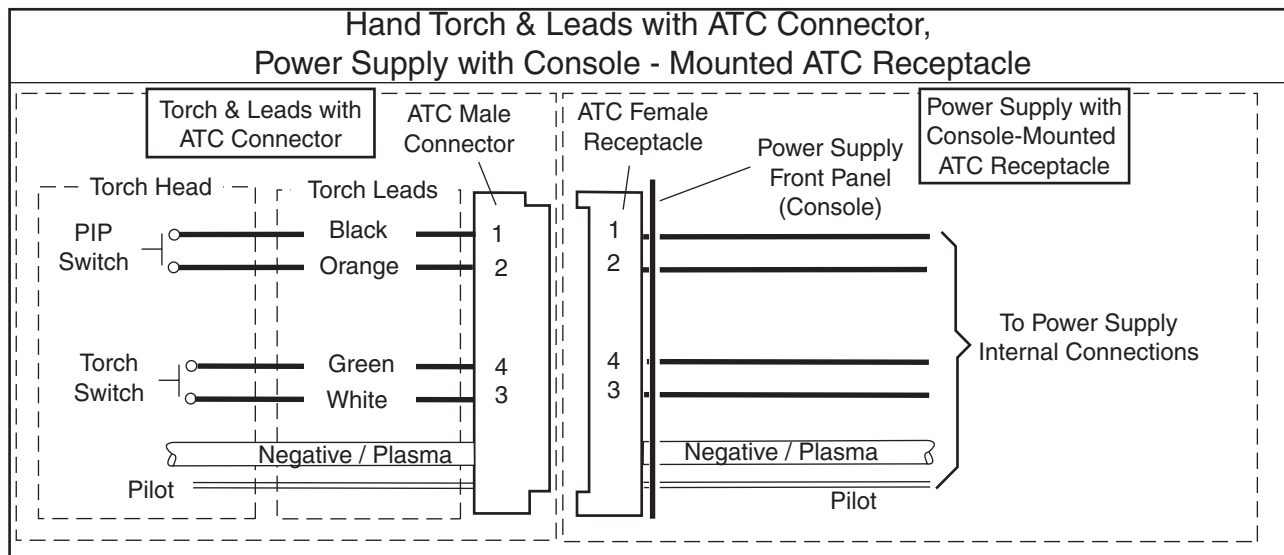 Hand Torch & Leads with ATC Connector,
Power Supply with Console - Mounted ATC Receptacle
Torch & Leads with
ATC Connector
ATC Male
Connector
ATC Female
Receptacle
Power Supply with
Console-Mounted
ATC Receptacle
Power Supply
Front Panel
(Console)
Torch Head
Torch Leads
PIP
Switch
Black
Orange
1
2
1
2
Torch
Switch
Green
White
4
3
4
3
To Power Supply
Internal Connections
Negative / Plasma
Negative / Plasma
Pilot
Pilot